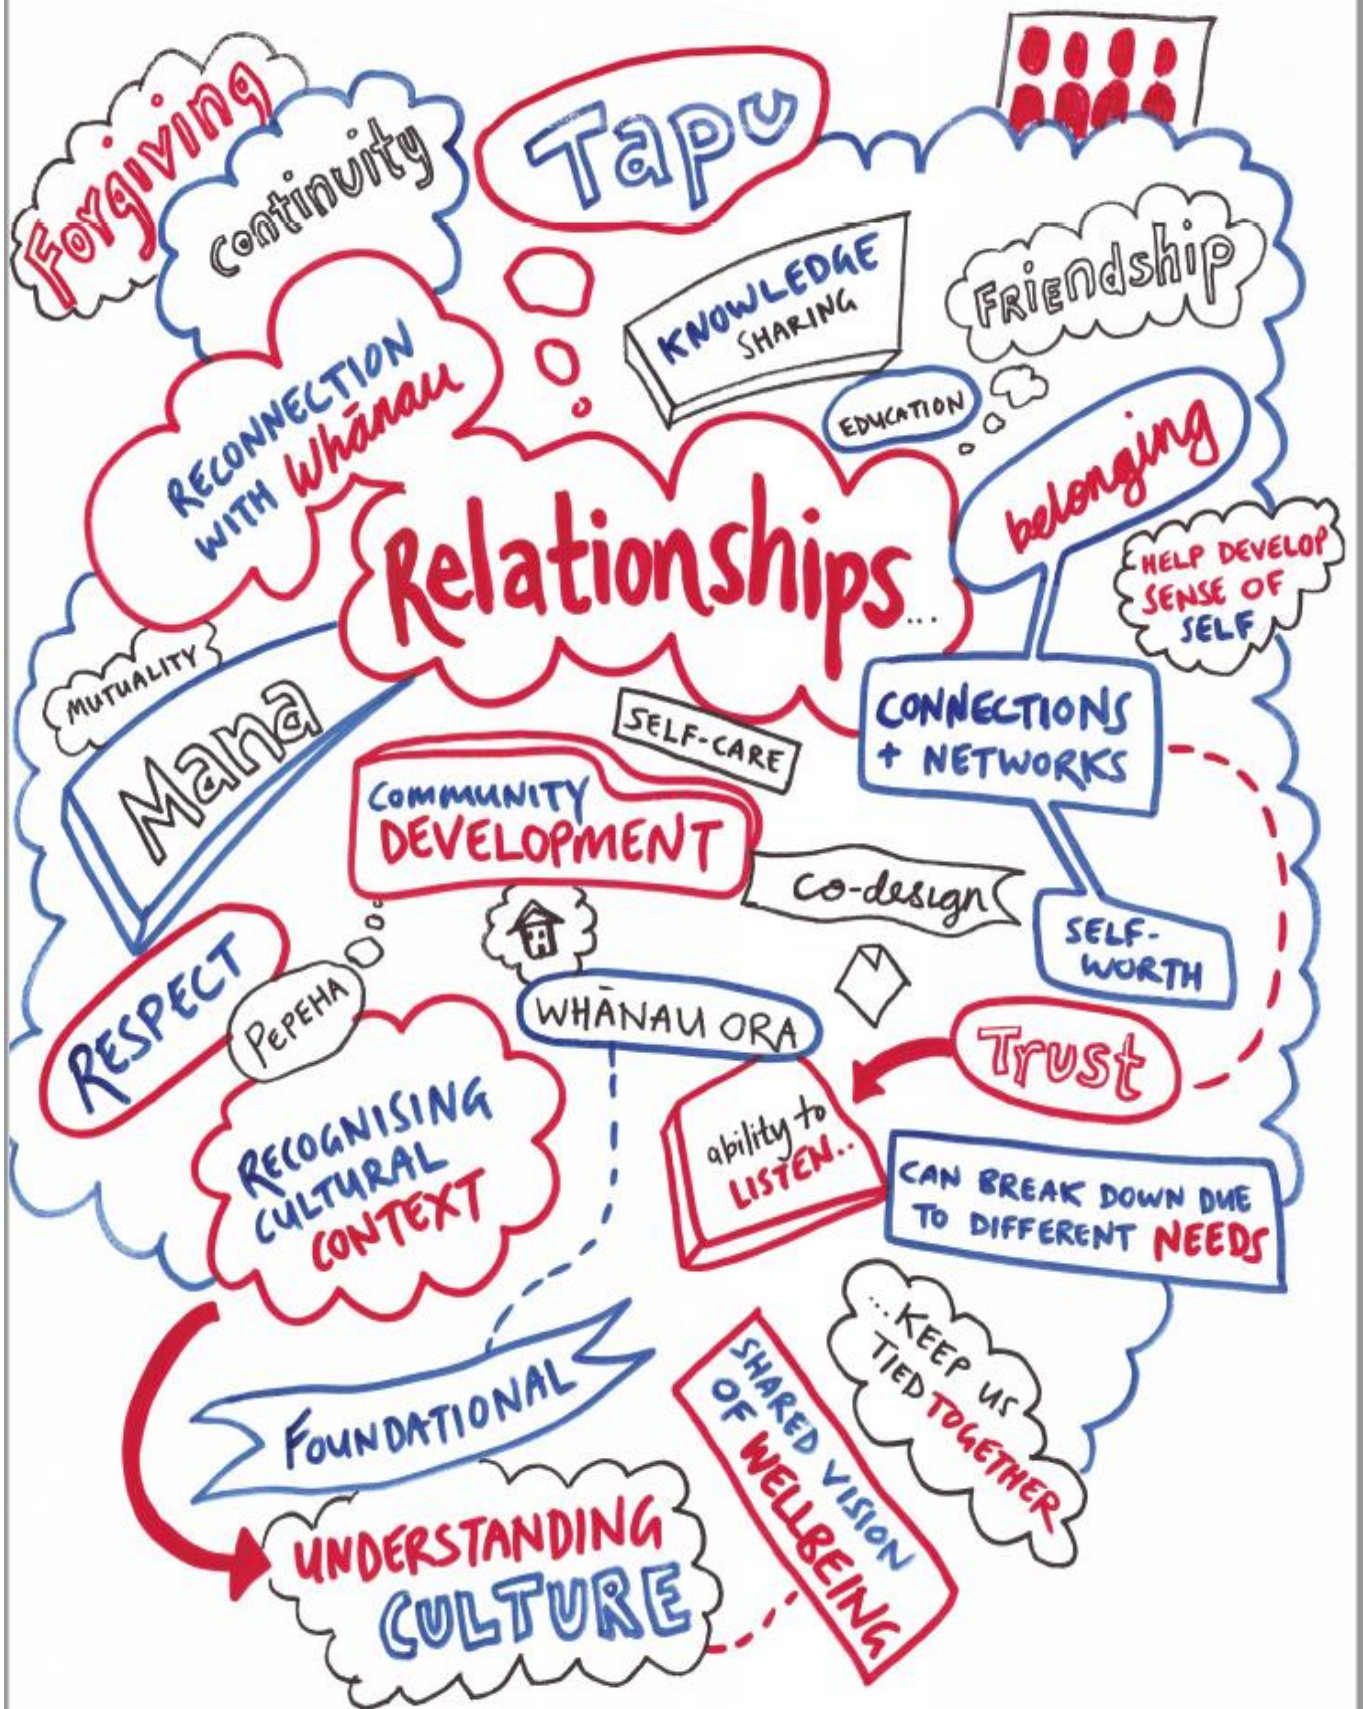 Forgiving
continuity
Tapu
KNOWLEDGE
SHARING
FRiendship
EDUCATION
RECONNECTION
WITH Whānau
belonging
Relationships...
HELP DEVELOP
SENSE OF
SELF
MUTUALITY
Mana
SELF-CARE
CONNECTIONS
+ NETWORKS
COMMUNITY
DEVELOPMENT
co-design
SELF-
WORTH
RESPECT
PEPEHA
WHĀNAU ORA
Trust
RECOGNISING
CULTURAL
CONTEXT
ability to
LISTEN..
CAN BREAK DOWN DUE
TO DIFFERENT NEEDS
...KEEP US
TIED TOGETHER
FOUNDATIONAL
SHARED VISION
OF WELLBEING
UNDERSTANDING
CULTURE